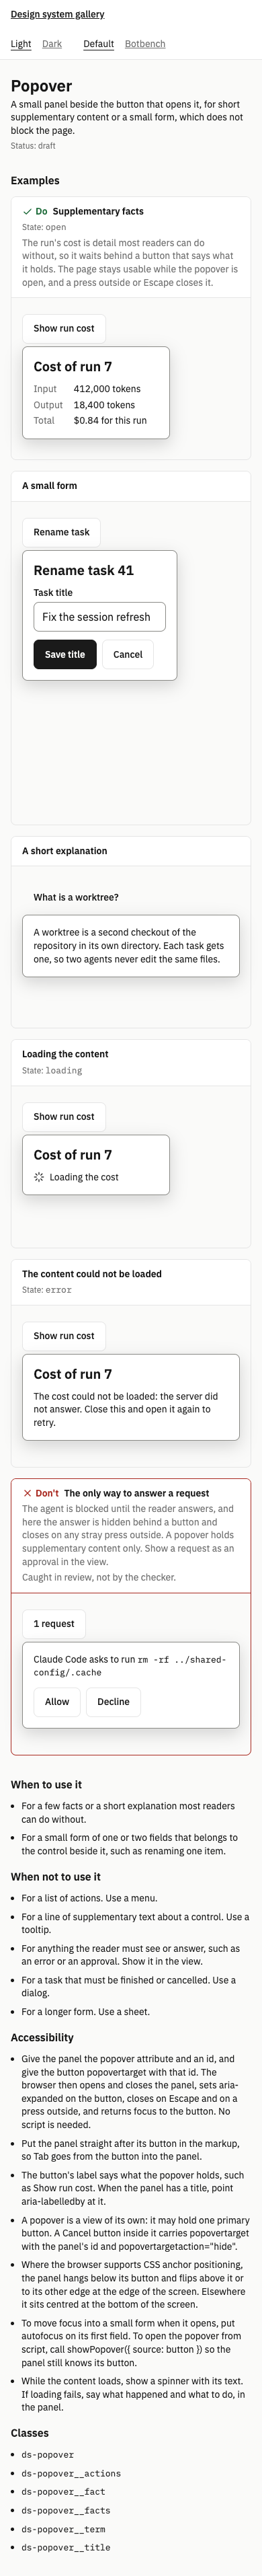 Design system gallery
Light Dark Default Botbench
Popover
A small panel beside the button that opens it, for short
supplementary content or a small form, which does not
block the page.
Status: draft
Examples
Do Supplementary facts
State: open
The run's cost is detail most readers can do
without, so it waits behind a button that says what
it holds. The page stays usable while the popover is
open, and a press outside or Escape closes it.
Show run cost
Cost of run 7
Input 412,000 tokens
Output 18,400 tokens
Total $0.84 for this run
A small form
Rename task
Rename task 41
Task title
Fix the session refresh
Save title Cancel
A short explanation
What is a worktree?
A worktree is a second checkout of the
repository in its own directory. Each task gets
one, so two agents never edit the same files.
Loading the content
State: loading
Show run cost
Cost of run 7
Loading the cost
The content could not be loaded
State: error
Show run cost
Cost of run 7
The cost could not be loaded: the server did
not answer. Close this and open it again to
retry.
Don't The only way to answer a request
The agent is blocked until the reader answers, and
here the answer is hidden behind a button and
closes on any stray press outside. A popover holds
supplementary content only. Show a request as an
approval in the view.
Caught in review, not by the checker.
1 request
Claude Code asks to run rm -rf ../shared-
config/.cache
Allow Decline
When to use it
For a few facts or a short explanation most readers
can do without.
For a small form of one or two fields that belongs to
the control beside it, such as renaming one item.
When not to use it
For a list of actions. Use a menu.
For a line of supplementary text about a control. Use a
tooltip.
For anything the reader must see or answer, such as
an error or an approval. Show it in the view.
For a task that must be finished or cancelled. Use a
dialog.
For a longer form. Use a sheet.
Accessibility
Give the panel the popover attribute and an id, and
give the button popovertarget with that id. The
browser then opens and closes the panel, sets aria-
expanded on the button, closes on Escape and on a
press outside, and returns focus to the button. No
script is needed.
Put the panel straight after its button in the markup,
so Tab goes from the button into the panel.
The button's label says what the popover holds, such
as Show run cost. When the panel has a title, point
aria-labelledby at it.
A popover is a view of its own: it may hold one primary
button. A Cancel button inside it carries popovertarget
with the panel's id and popovertargetaction="hide".
Where the browser supports CSS anchor positioning,
the panel hangs below its button and flips above it or
to its other edge at the edge of the screen. Elsewhere
it sits centred at the bottom of the screen.
To move focus into a small form when it opens, put
autofocus on its first field. To open the popover from
script, call showPopover({ source: button }) so the
panel still knows its button.
While the content loads, show a spinner with its text.
If loading fails, say what happened and what to do, in
the panel.
Classes
ds-popover
ds-popover__actions
ds-popover__fact
ds-popover__facts
ds-popover__term
ds-popover__title